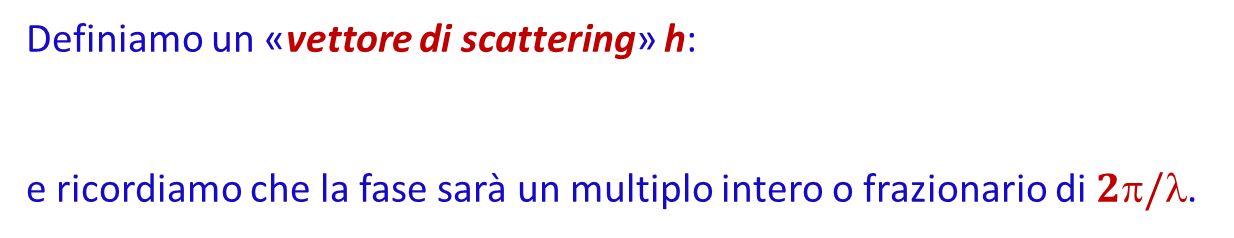 Definiamo un «vettore di scattering» h:
e ricordiamo che la fase sarà un multiplo intero o frazionario di 2π/λ.